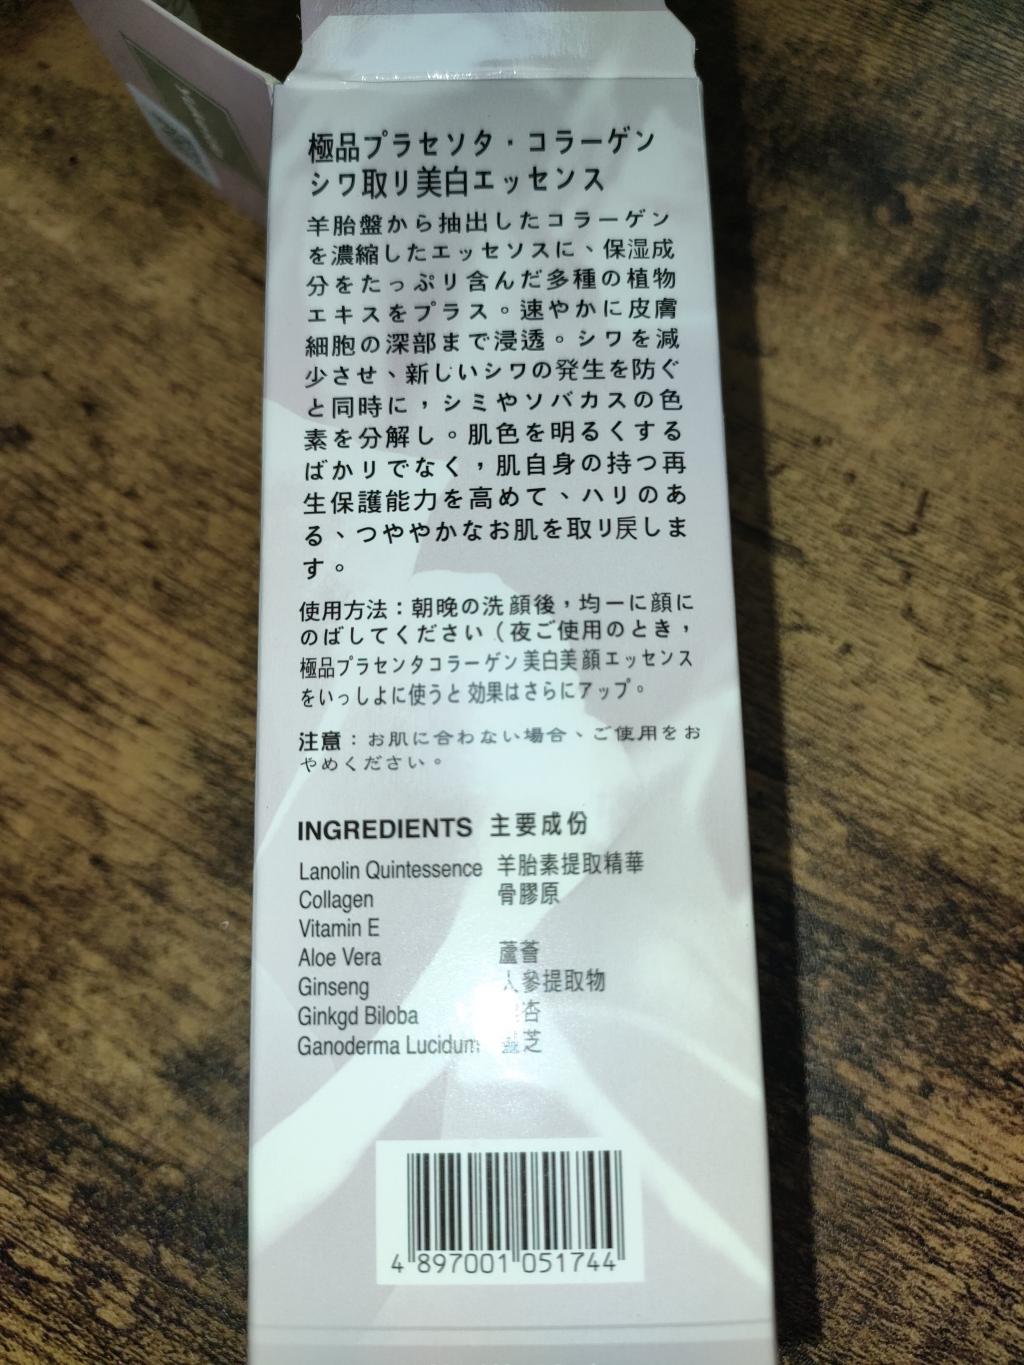 極品プラセソタ・コラーゲン
シワ取り美白エッセンス
羊胎盤から抽出したコラーゲン
を濃縮したエッセソスに、保湿成
分をたっぷり含んだ多種の植物
エキスをプラス。速やかに皮膚
細胞の深部まで浸透。シワを減
少させ、新しいシワの発生を防ぐ
と同時に，シミやソバカスの色
素を分解し。肌色を明るくする
ばかリでなく，肌自身の持つ再
生保護能力を高めて、ハリのあ
る、つややかなお肌を取り戻しま
す。
使用方法：朝晩の洗顔後，均一に顔に
のばしてください（夜ご使用のとき，
極品プラセンタコラーゲン美白美顔エッセンス
をいっしよに使うと効果はさらにアップ。
注意：お肌に合わない場合、ご使用をお
やめください。
INGREDIENTS 主要成份
Lanolin Quintessence 羊胎素提取精華
Collagen 骨膠原
Vitamin E
Aloe Vera 蘆薈
Ginseng 人參提取物
Ginkgd Biloba 杏
Ganoderma Lucidum 靈芝
4 897001 051744